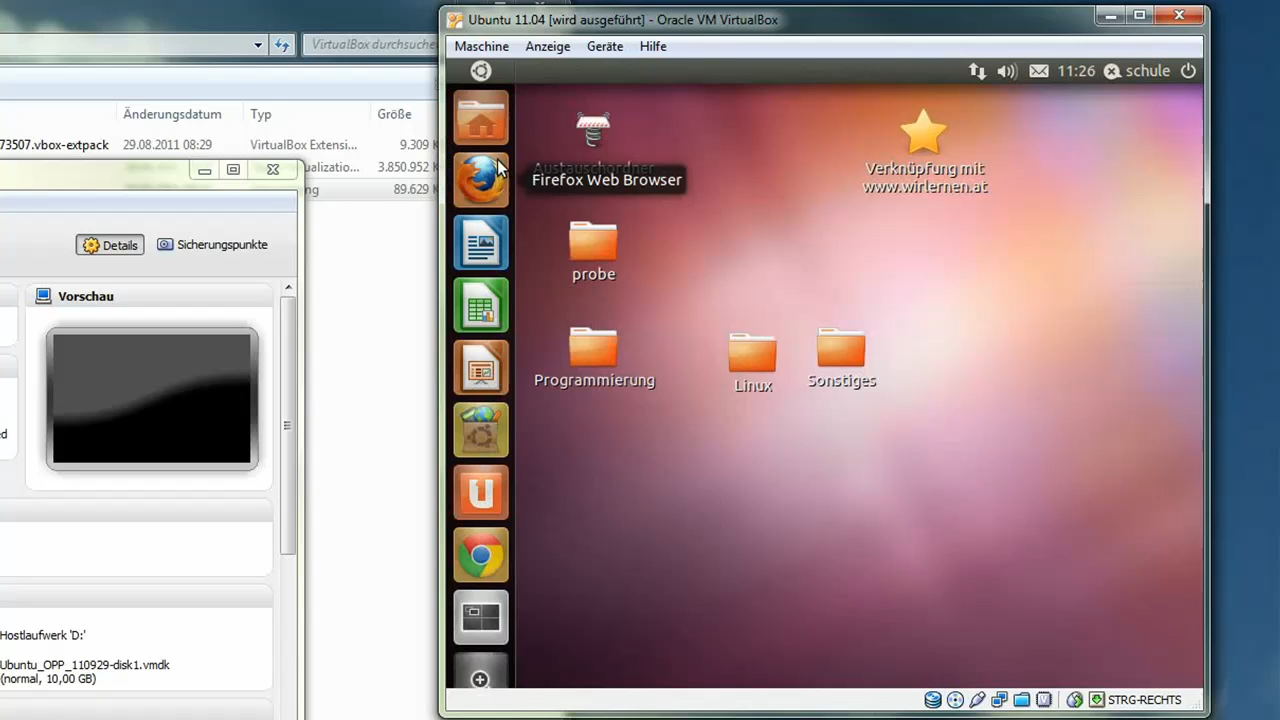 VirtualBox durchsuchen
Änderungsdatum Typ Größe
73507.vbox-extpack 29.08.2011 08:29 VirtualBox Extensi... 9.309 K
3.850.952 K
89.629 K
Details Sicherungspunkte
Vorschau
Hostlaufwerk 'D:'
Ubuntu_OPP_110929-disk1.vmdk
(normal, 10,00 GB)
Ubuntu 11.04 [wird ausgeführt] - Oracle VM VirtualBox
Maschine Anzeige Geräte Hilfe
11:26 schule
Austauschordner
Firefox Web Browser
Verknüpfung mit
www.wirlernen.at
probe
Programmierung
Linux
Sonstiges
STRG-RECHTS